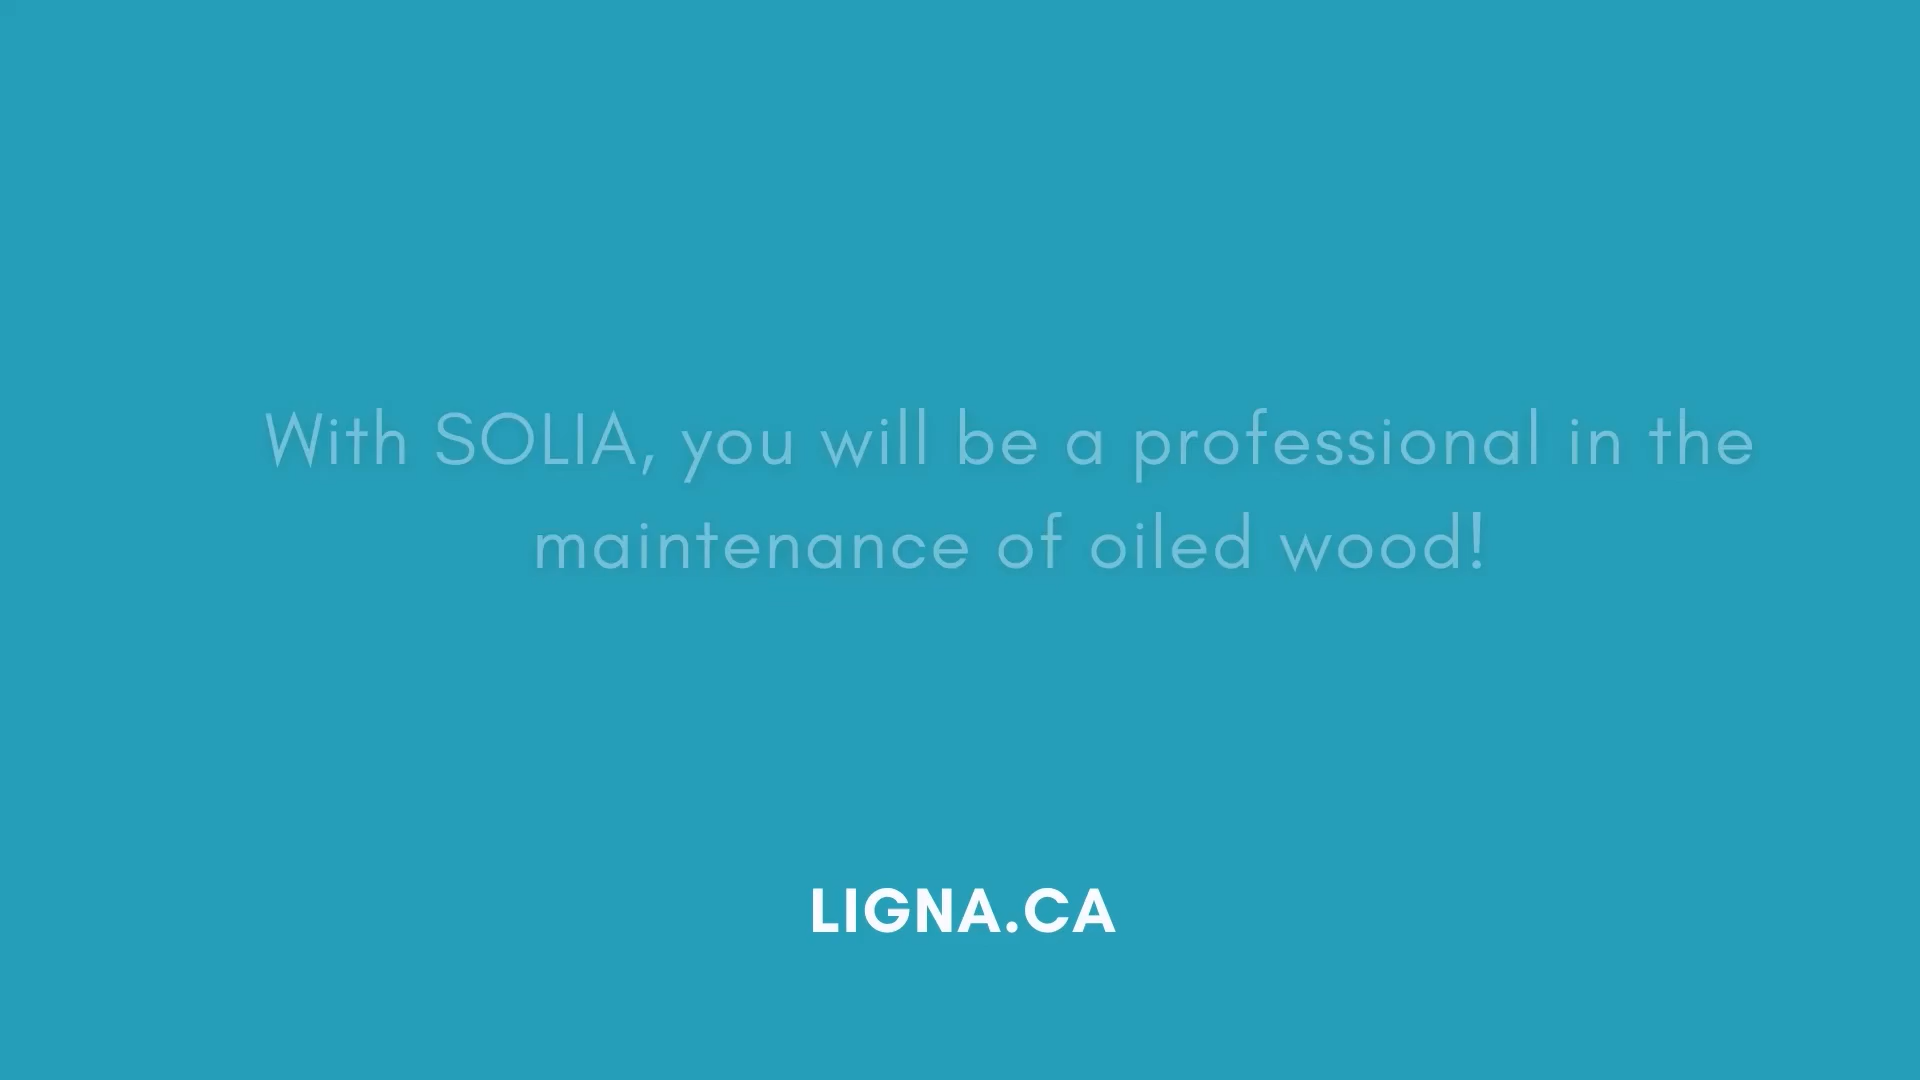 With SOLIA, you will be a professional in the
maintenance of oiled wood!
LIGNA.CA